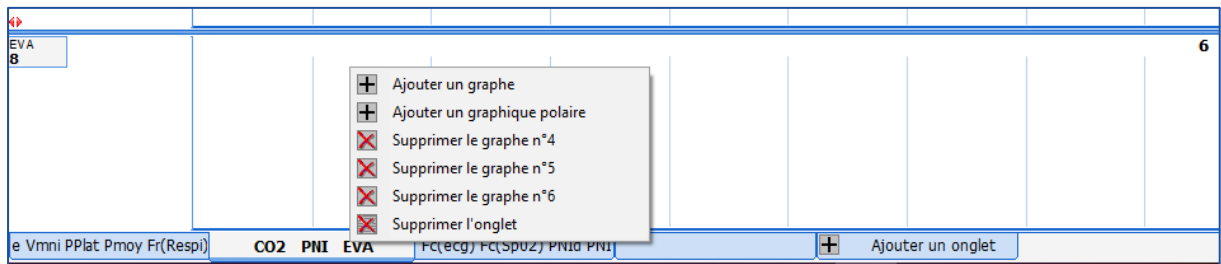 EVA
8
6
Ajouter un graphe
Ajouter un graphique polaire
Supprimer le graphe n°4
Supprimer le graphe n°5
Supprimer le graphe n°6
Supprimer l'onglet
e Vmni PPlat Pmoy Fr(Respi) CO2 PNI EVA Fc(ecg) Fc(SpO2) PNId PNI Ajouter un onglet